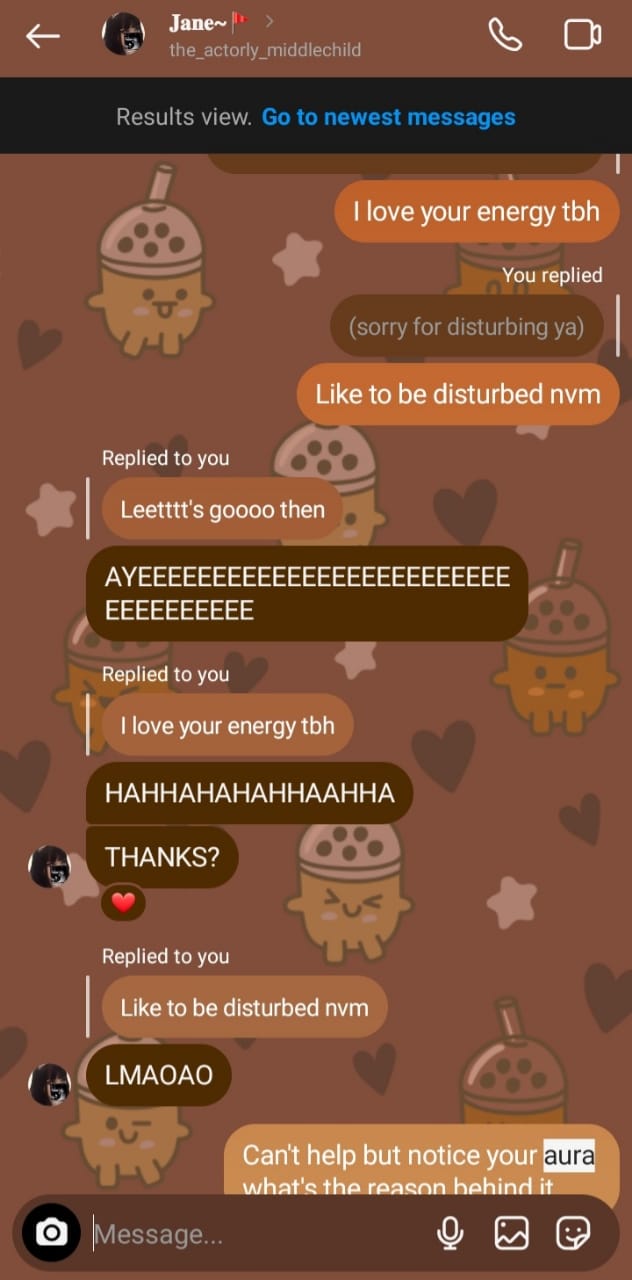 Jane~🚩
the_actorly_middlechild
Results view. Go to newest messages
I love your energy tbh
You replied
(sorry for disturbing ya)
Like to be disturbed nvm
Replied to you
Leetttt's goooo then
AYEEEEEEEEEEEEEEEEEEEEEEEEE
EEEEEEEEEE
Replied to you
I love your energy tbh
HAHHAHAHAHHAAHHA
THANKS?
❤️
Replied to you
Like to be disturbed nvm
LMAOAO
Can't help but notice your aura
what's the reason behind it
Message...